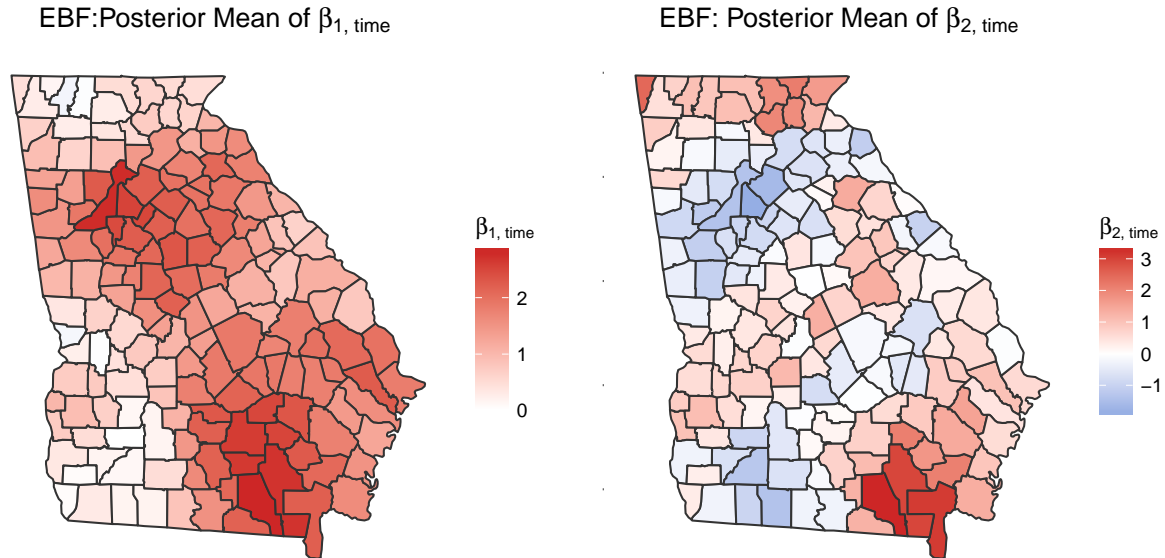 EBF:Posterior Mean of β1, time
EBF: Posterior Mean of β2, time
β1, time
2
1
0
β2, time
3
2
1
0
−1